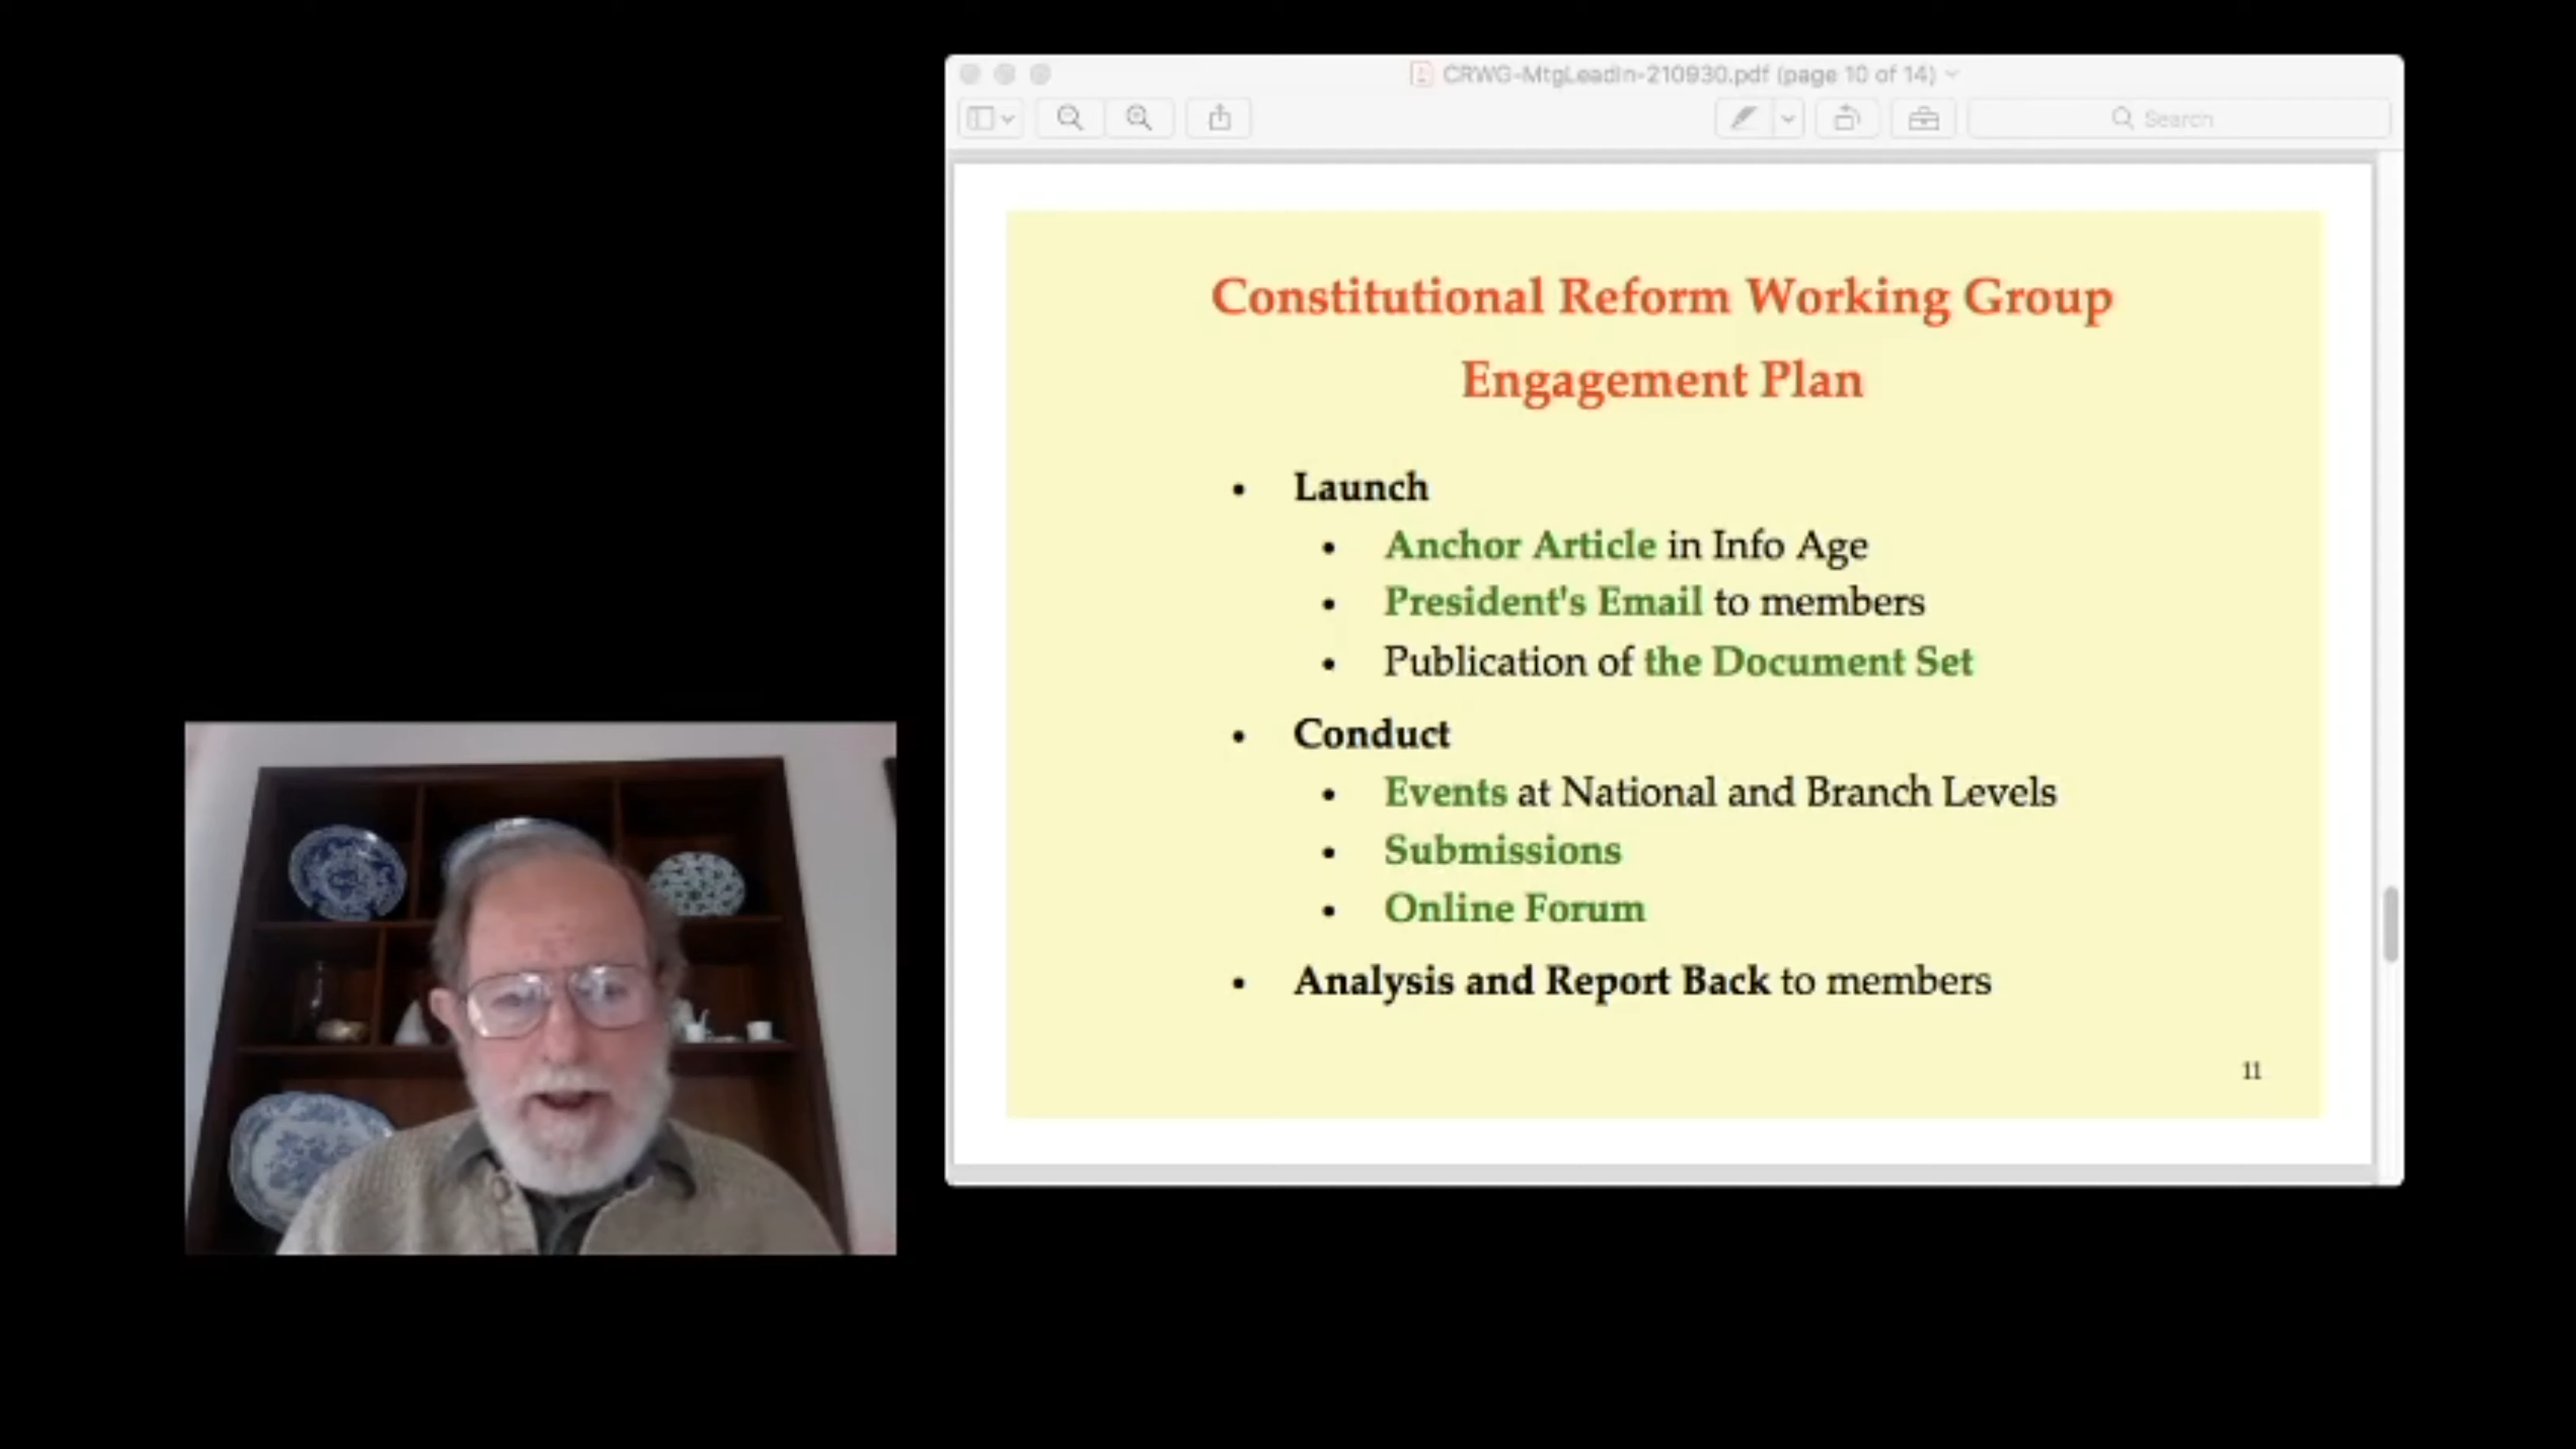 CRWG-MtgLeadIn-210930.pdf (page 10 of 14)
Search
Constitutional Reform Working Group
Engagement Plan
• Launch
• Anchor Article in Info Age
• President's Email to members
• Publication of the Document Set
• Conduct
• Events at National and Branch Levels
• Submissions
• Online Forum
• Analysis and Report Back to members
11